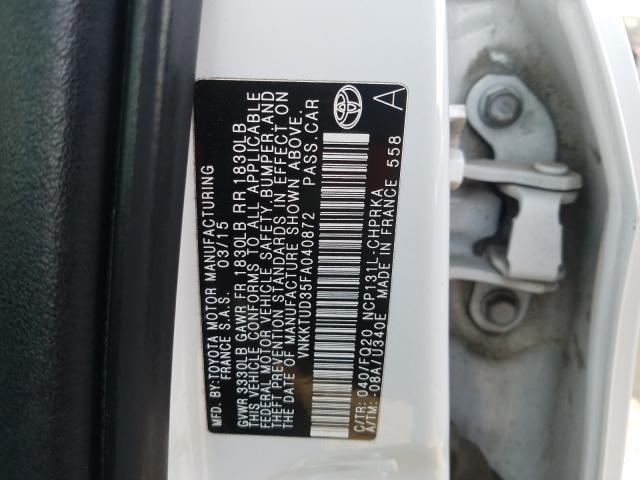 MFD. BY: TOYOTA MOTOR MANUFACTURING
FRANCE S.A.S. 03/15
GVWR 3330LB GAWR FR 1830LB RR 1830LB
THIS VEHICLE CONFORMS TO ALL APPLICABLE
FEDERAL MOTOR VEHICLE SAFETY, BUMPER AND
THEFT PREVENTION STANDARDS IN EFFECT ON
THE DATE OF MANUFACTURE SHOWN ABOVE.
VNKKTUD35FA040872 PASS.CAR
C/TR: 040/FQ20 NCP131L-CHPRKA
A/TM: -08A/U340E MADE IN FRANCE 558
A